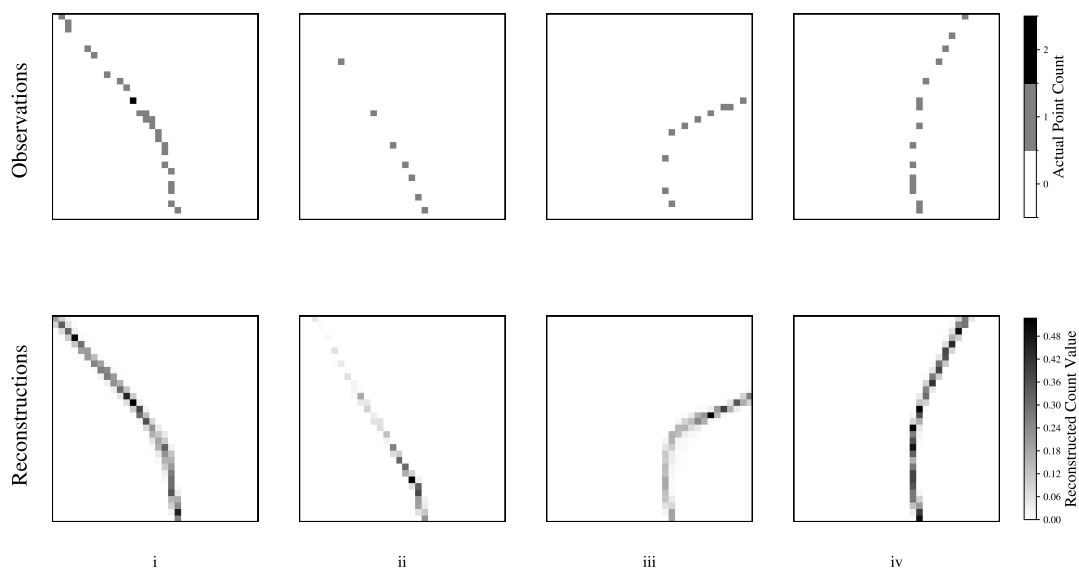 Observations
2
1
0
Actual Point Count
Reconstructions
0.48
0.42
0.36
0.30
0.24
0.18
0.12
0.06
0.00
Reconstructed Count Value
i
ii
iii
iv